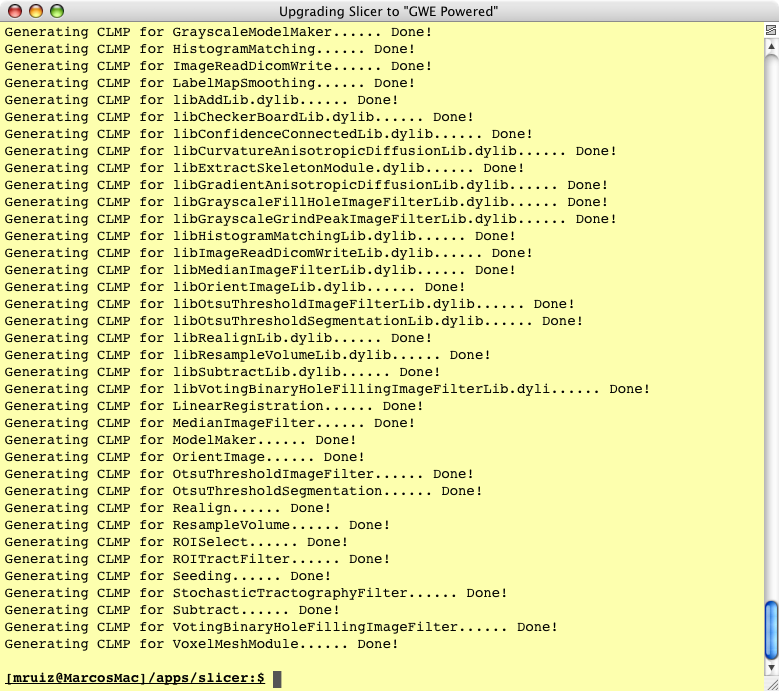 Upgrading Slicer to "GWE Powered"
Generating CLMP for GrayscaleModelMaker...... Done!
Generating CLMP for HistogramMatching...... Done!
Generating CLMP for ImageReadDicomWrite...... Done!
Generating CLMP for LabelMapSmoothing...... Done!
Generating CLMP for libAddLib.dylib...... Done!
Generating CLMP for libCheckerBoardLib.dylib...... Done!
Generating CLMP for libConfidenceConnectedLib.dylib...... Done!
Generating CLMP for libCurvatureAnisotropicDiffusionLib.dylib...... Done!
Generating CLMP for libExtractSkeletonModule.dylib...... Done!
Generating CLMP for libGradientAnisotropicDiffusionLib.dylib...... Done!
Generating CLMP for libGrayscaleFillHoleImageFilterLib.dylib...... Done!
Generating CLMP for libGrayscaleGrindPeakImageFilterLib.dylib...... Done!
Generating CLMP for libHistogramMatchingLib.dylib...... Done!
Generating CLMP for libImageReadDicomWriteLib.dylib...... Done!
Generating CLMP for libMedianImageFilterLib.dylib...... Done!
Generating CLMP for libOrientImageLib.dylib...... Done!
Generating CLMP for libOtsuThresholdImageFilterLib.dylib...... Done!
Generating CLMP for libOtsuThresholdSegmentationLib.dylib...... Done!
Generating CLMP for libRealignLib.dylib...... Done!
Generating CLMP for libResampleVolumeLib.dylib...... Done!
Generating CLMP for libSubtractLib.dylib...... Done!
Generating CLMP for libVotingBinaryHoleFillingImageFilterLib.dyli...... Done!
Generating CLMP for LinearRegistration...... Done!
Generating CLMP for MedianImageFilter...... Done!
Generating CLMP for ModelMaker...... Done!
Generating CLMP for OrientImage...... Done!
Generating CLMP for OtsuThresholdImageFilter...... Done!
Generating CLMP for OtsuThresholdSegmentation...... Done!
Generating CLMP for Realign...... Done!
Generating CLMP for ResampleVolume...... Done!
Generating CLMP for ROISelect...... Done!
Generating CLMP for ROITractFilter...... Done!
Generating CLMP for Seeding...... Done!
Generating CLMP for StochasticTractographyFilter...... Done!
Generating CLMP for Subtract...... Done!
Generating CLMP for VotingBinaryHoleFillingImageFilter...... Done!
Generating CLMP for VoxelMeshModule...... Done!
[mruiz@MarcosMac]/apps/slicer:$